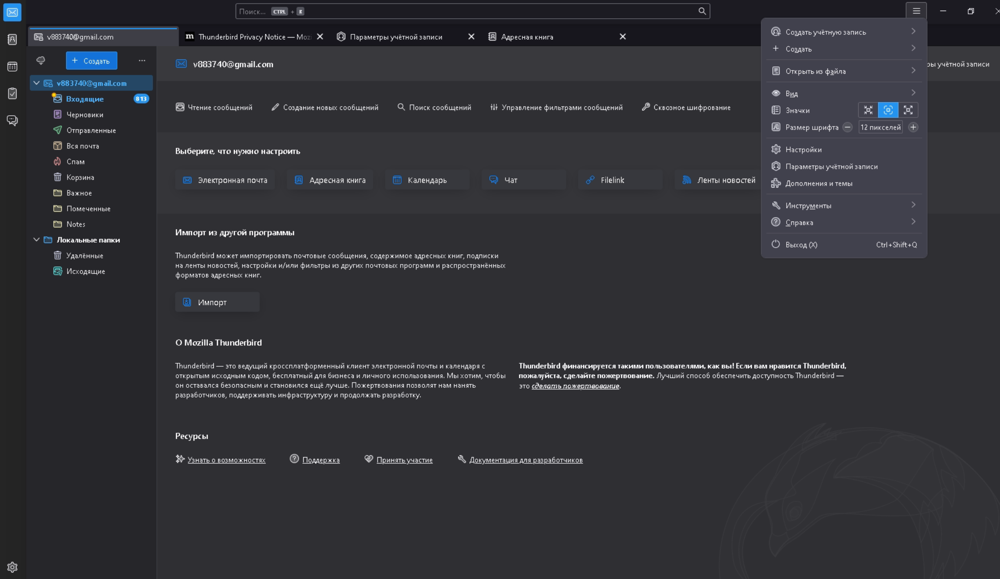 Поиск... CTRL + K
v883740@gmail.com
Thunderbird Privacy Notice — Mozi
Параметры учётной записи
Адресная книга
Создать
v883740@gmail.com
Входящие 813
Черновики
Отправленные
Вся почта
Спам
Корзина
Важное
Помеченные
Notes
Локальные папки
Удалённые
Исходящие
v883740@gmail.com
ры учётной записи
Чтение сообщений
Создание новых сообщений
Поиск сообщений
Управление фильтрами сообщений
Сквозное шифрование
Выберите, что нужно настроить
Электронная почта
Адресная книга
Календарь
Чат
Filelink
Ленты новостей
Импорт из другой программы
Thunderbird может импортировать почтовые сообщения, содержимое адресных книг, подписки
на ленты новостей, настройки и/или фильтры из других почтовых программ и распространённых
форматов адресных книг.
Импорт
О Mozilla Thunderbird
Thunderbird — это ведущий кроссплатформенный клиент электронной почты и календаря с
открытым исходным кодом, бесплатный для бизнеса и личного использования. Мы хотим, чтобы
он оставался безопасным и становился ещё лучше. Пожертвования позволят нам нанять
разработчиков, поддерживать инфраструктуру и продолжать разработку.
Thunderbird финансируется такими пользователями, как вы! Если вам нравится Thunderbird,
пожалуйста, сделайте пожертвование. Лучший способ обеспечить доступность Thunderbird —
это сделать пожертвование.
Ресурсы
Узнать о возможностях
Поддержка
Принять участие
Документация для разработчиков
Создать учётную запись
Создать
Открыть из файла
Вид
Значки
Размер шрифта 12 пикселей
Настройки
Параметры учётной записи
Дополнения и темы
Инструменты
Справка
Выход (X) Ctrl+Shift+Q